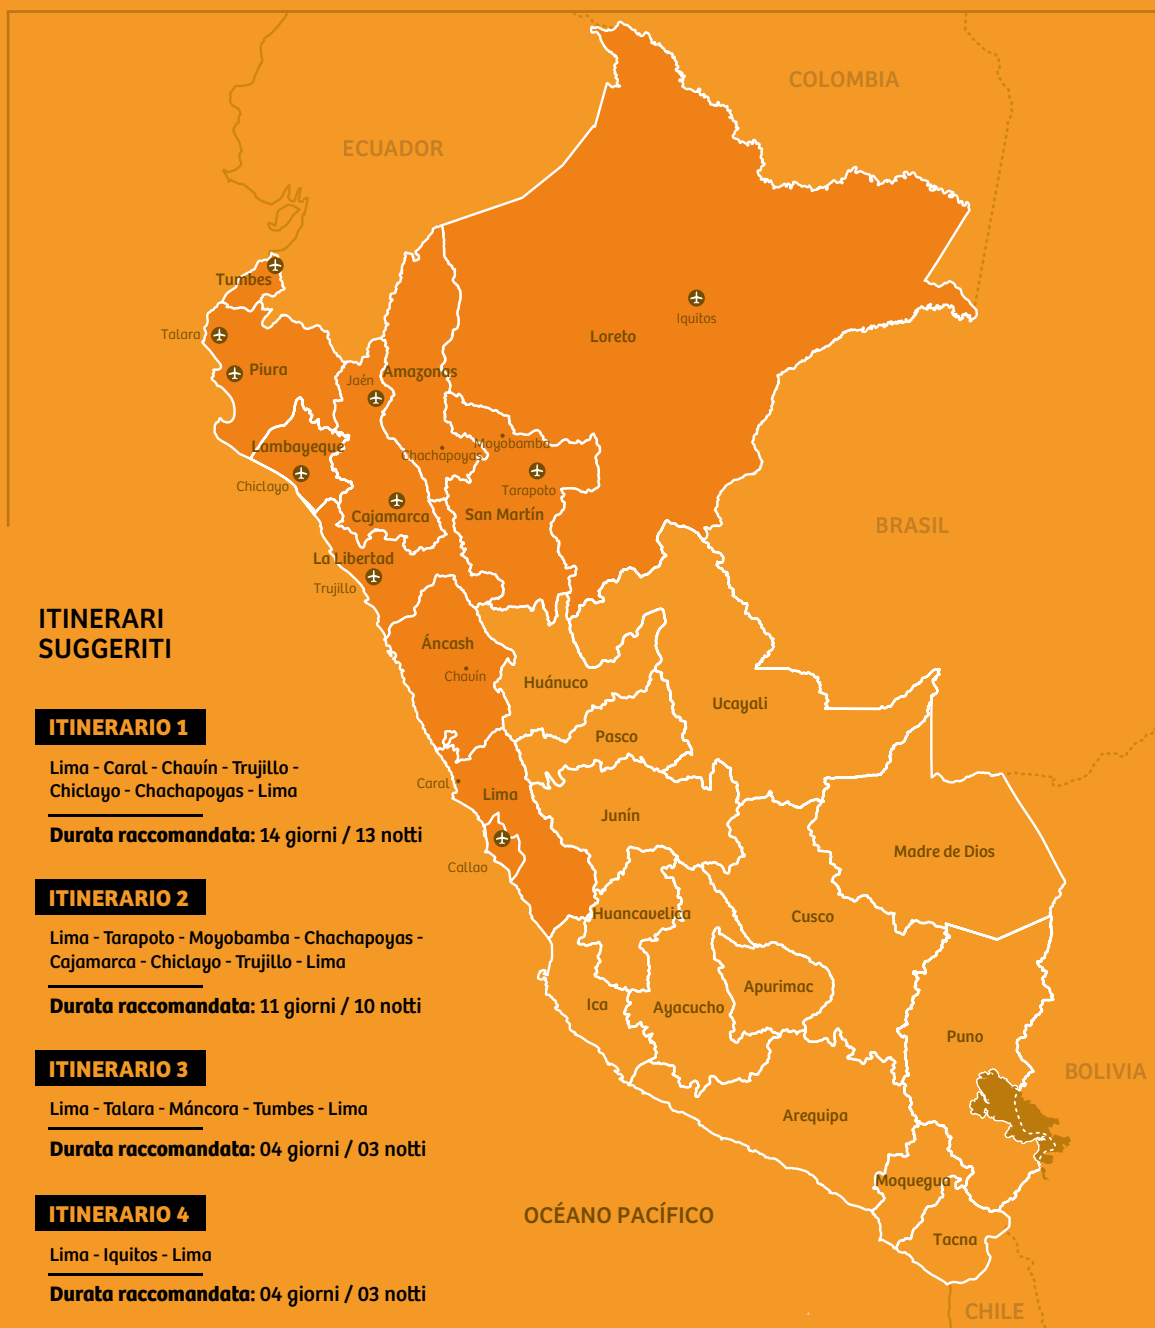 COLOMBIA
ECUADOR
Tumbes
Iquitos
Talara
Loreto
Piura
Amazonas
Jaén
Moyobamba
Lambayeque
Chachapoyas
Chiclayo
Tarapoto
Cajamarca
San Martín
BRASIL
La Libertad
Trujillo
Áncash
Chavín
Huánuco
Ucayali
Pasco
Caral
Lima
Junín
Callao
Madre de Dios
Huancavelica
Cusco
Apurimac
Ica
Ayacucho
Puno
BOLIVIA
Arequipa
Moquegua
OCÉANO PACÍFICO
Tacna
CHILE
ITINERARI
SUGGERITI
ITINERARIO 1
Lima - Caral - Chavín - Trujillo -
Chiclayo - Chachapoyas - Lima
Durata raccomandata: 14 giorni / 13 notti
ITINERARIO 2
Lima - Tarapoto - Moyobamba - Chachapoyas -
Cajamarca - Chiclayo - Trujillo - Lima
Durata raccomandata: 11 giorni / 10 notti
ITINERARIO 3
Lima - Talara - Máncora - Tumbes - Lima
Durata raccomandata: 04 giorni / 03 notti
ITINERARIO 4
Lima - Iquitos - Lima
Durata raccomandata: 04 giorni / 03 notti